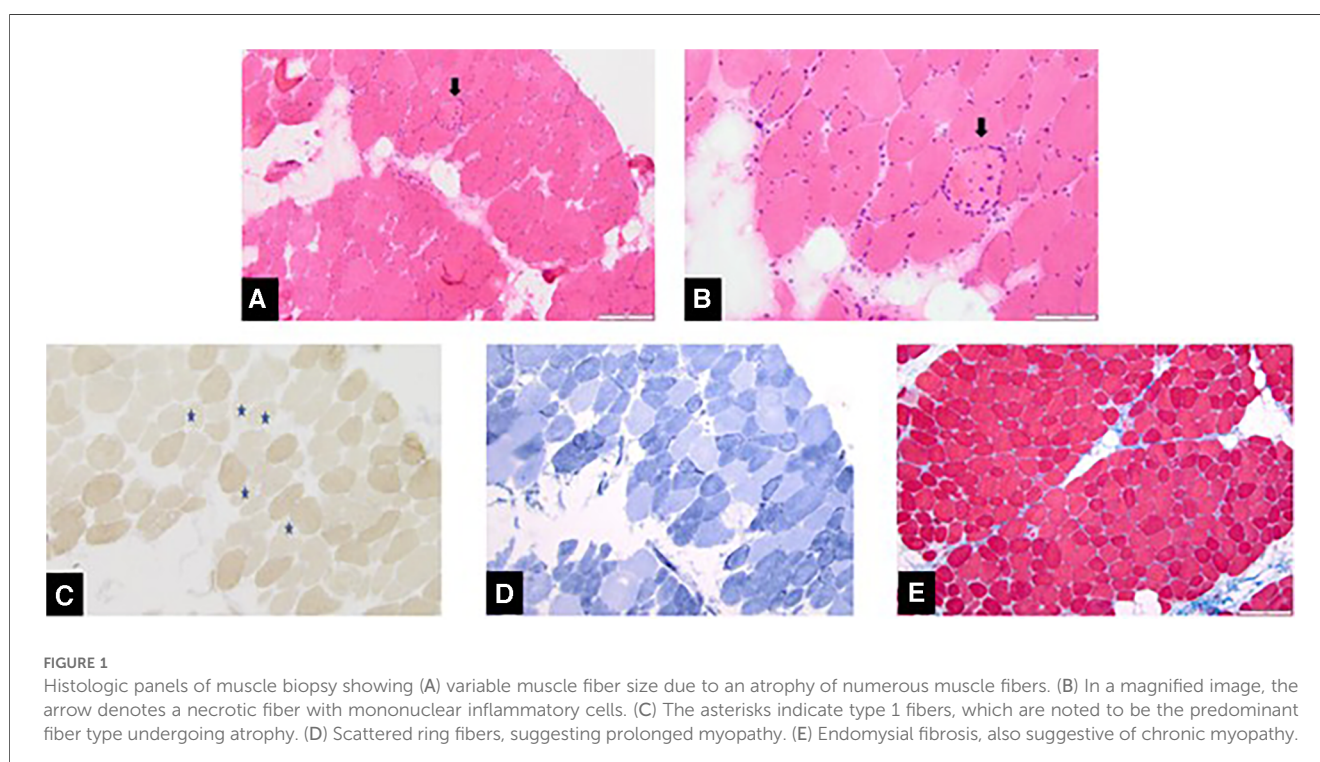 A
B
C
D
E
FIGURE 1
Histologic panels of muscle biopsy showing (A) variable muscle fiber size due to an atrophy of numerous muscle fibers. (B) In a magnified image, the
arrow denotes a necrotic fiber with mononuclear inflammatory cells. (C) The asterisks indicate type 1 fibers, which are noted to be the predominant
fiber type undergoing atrophy. (D) Scattered ring fibers, suggesting prolonged myopathy. (E) Endomysial fibrosis, also suggestive of chronic myopathy.